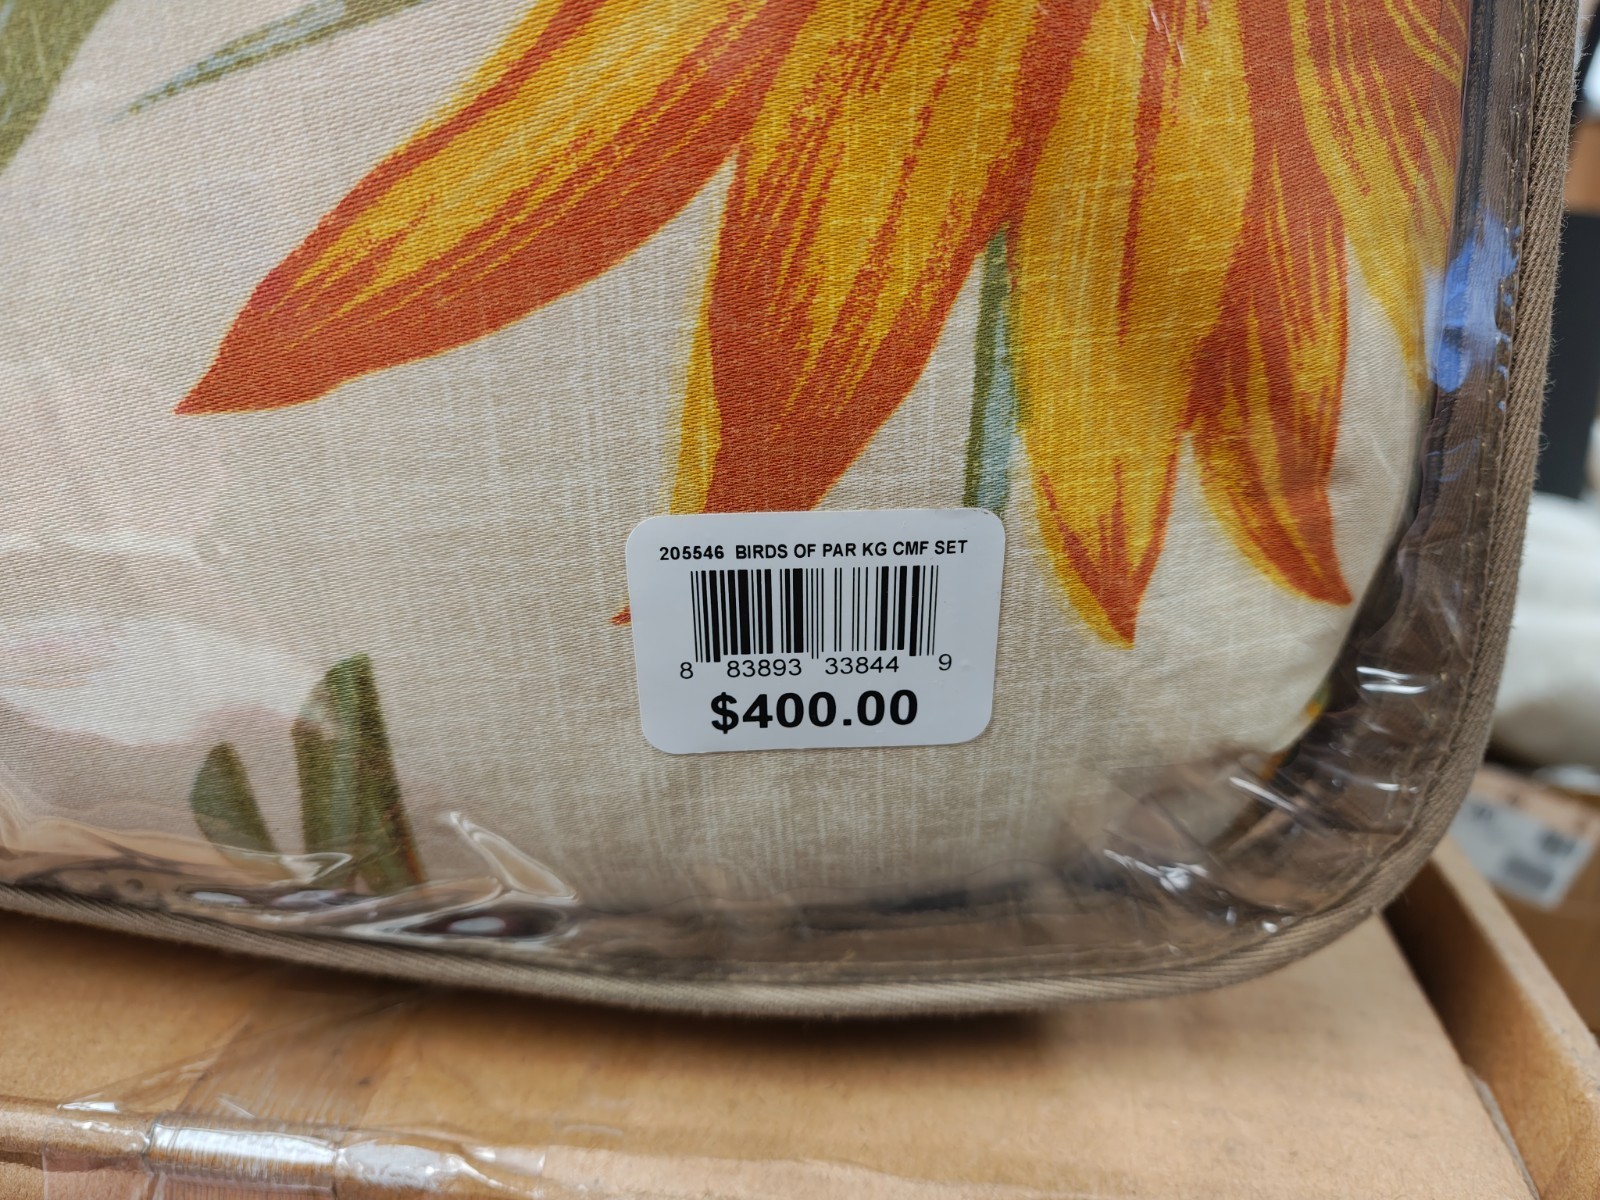 205546 BIRDS OF PAR KG CMF SET
8 83893 33844 9
$400.00